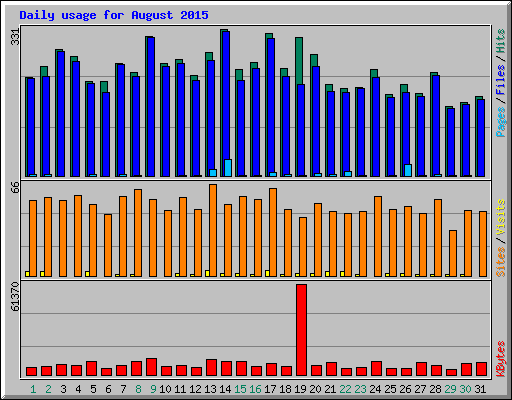 Daily usage for August 2015
331
Pages / Files / Hits
66
Sites / Visits
61370
KBytes
1 2 3 4 5 6 7 8 9 10 11 12 13 14 15 16 17 18 19 20 21 22 23 24 25 26 27 28 29 30 31